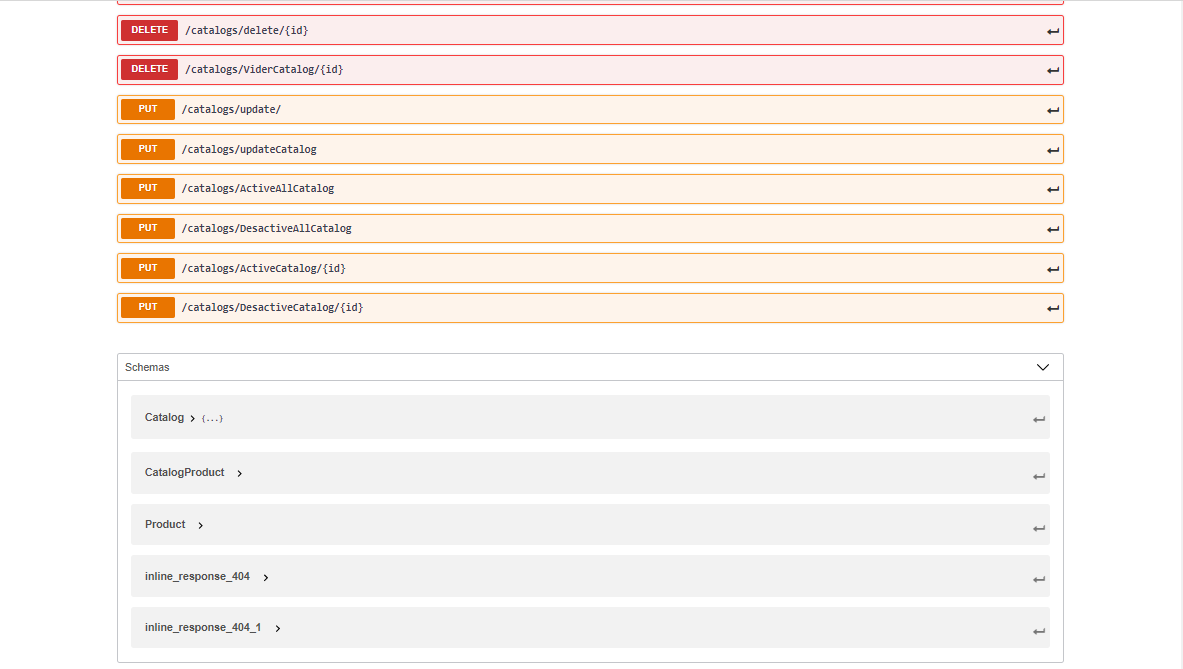 DELETE /catalogs/delete/{id}
DELETE /catalogs/ViderCatalog/{id}
PUT /catalogs/update/
PUT /catalogs/updateCatalog
PUT /catalogs/ActiveAllCatalog
PUT /catalogs/DesactiveAllCatalog
PUT /catalogs/ActiveCatalog/{id}
PUT /catalogs/DesactiveCatalog/{id}
Schemas
Catalog > {...}
CatalogProduct >
Product >
inline_response_404 >
inline_response_404_1 >